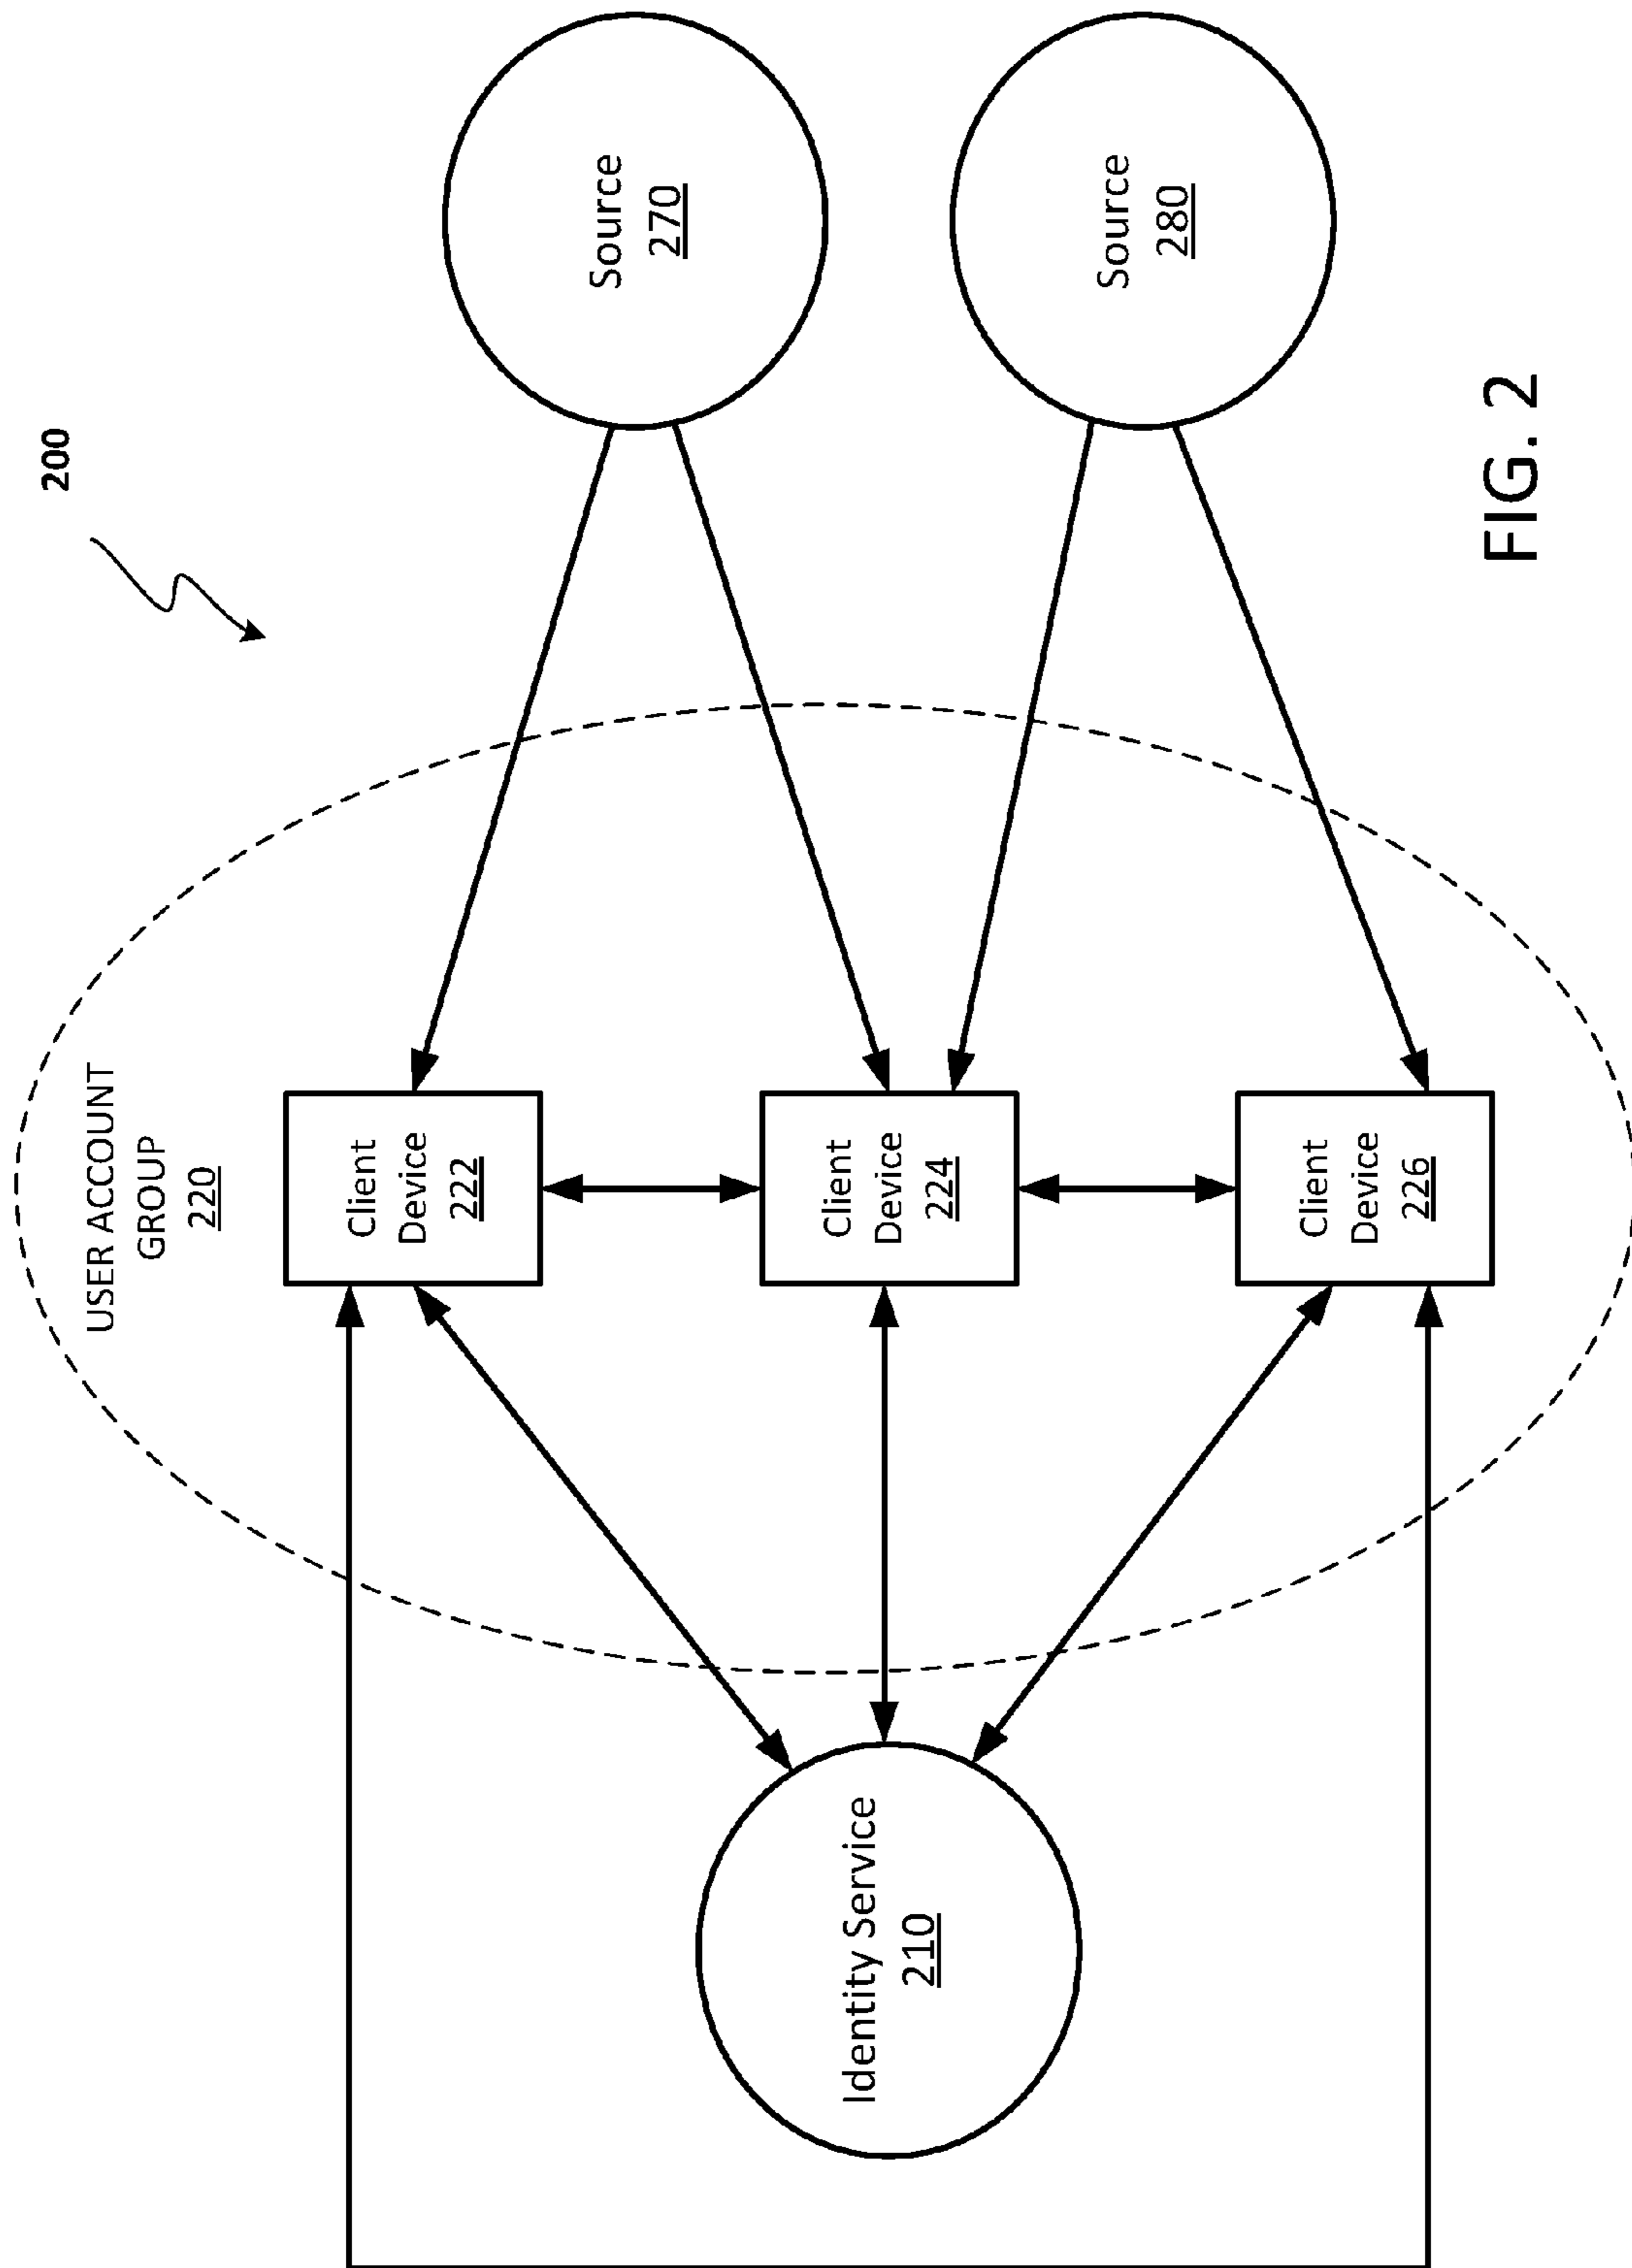 200
USER ACCOUNT
GROUP
220
Identity Service
210
Client
Device
222
Client
Device
224
Client
Device
226
Source
270
Source
280
FIG. 2